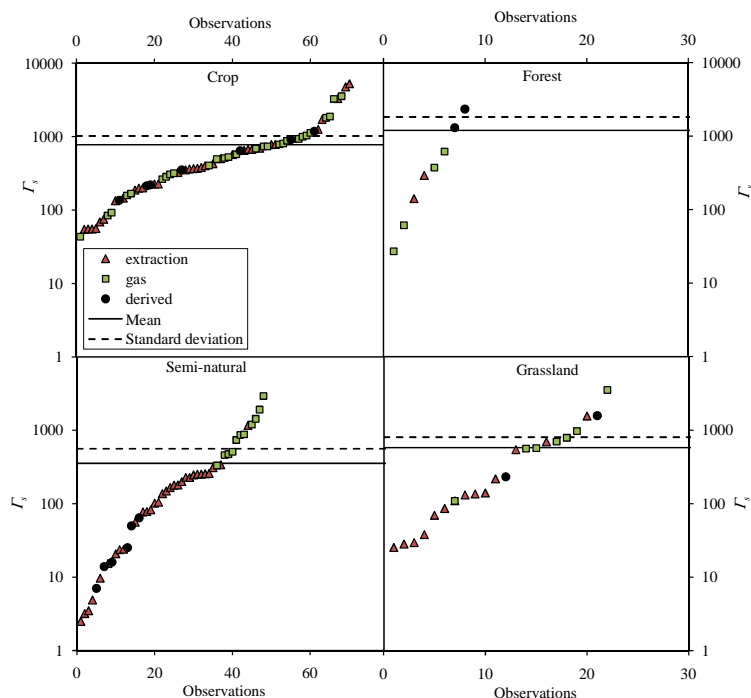 Observations
Observations
0
20
40
60
0
10
20
30
10000
1000
100
10
1
Γs
Crop
extraction
gas
derived
Mean
Standard deviation
Forest
10000
1000
100
10
1
Γs
Semi-natural
1000
100
10
1
Γs
0
20
40
60
Observations
Grassland
1000
100
10
1
Γs
0
10
20
30
Observations